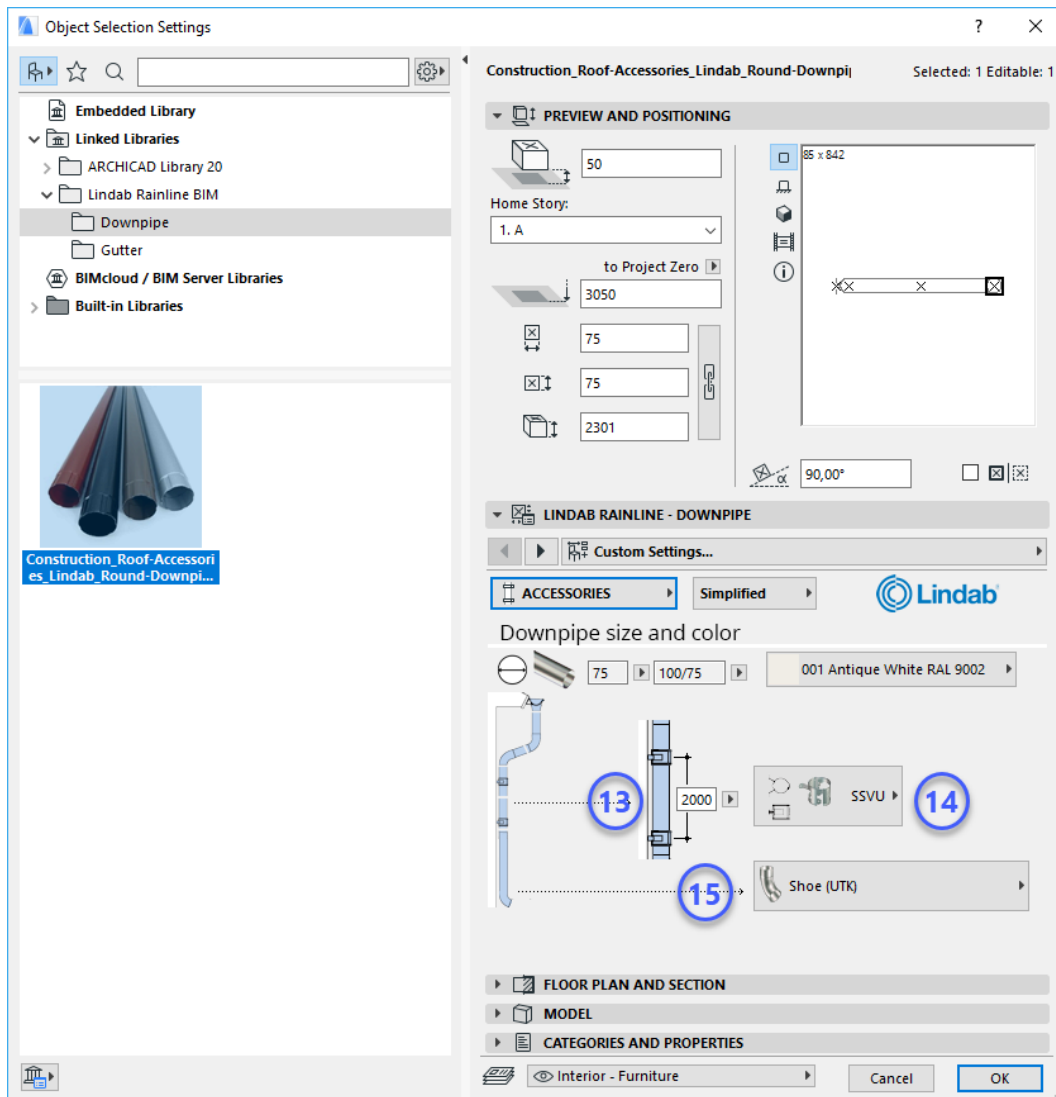 Object Selection Settings
?
Embedded Library
Linked Libraries
ARCHICAD Library 20
Lindab Rainline BIM
Downpipe
Gutter
BIMcloud / BIM Server Libraries
Built-in Libraries
Construction_Roof-Accessori
es_Lindab_Round-Downpi...
Construction_Roof-Accessories_Lindab_Round-Downpi
Selected: 1 Editable: 1
PREVIEW AND POSITIONING
50
Home Story:
1. A
to Project Zero
3050
75
75
2301
85 x 842
α 90,00°
LINDAB RAINLINE - DOWNPIPE
Custom Settings...
ACCESSORIES
Simplified
Lindab
Downpipe size and color
75
100/75
001 Antique White RAL 9002
13
2000
SSVU
14
15
Shoe (UTK)
FLOOR PLAN AND SECTION
MODEL
CATEGORIES AND PROPERTIES
Interior - Furniture
Cancel
OK